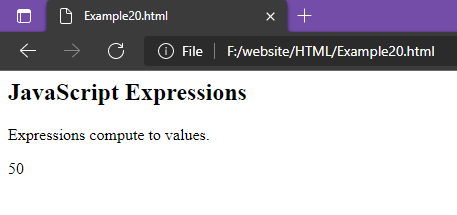 Example20.html
File F:/website/HTML/Example20.html
JavaScript Expressions
Expressions compute to values.
50